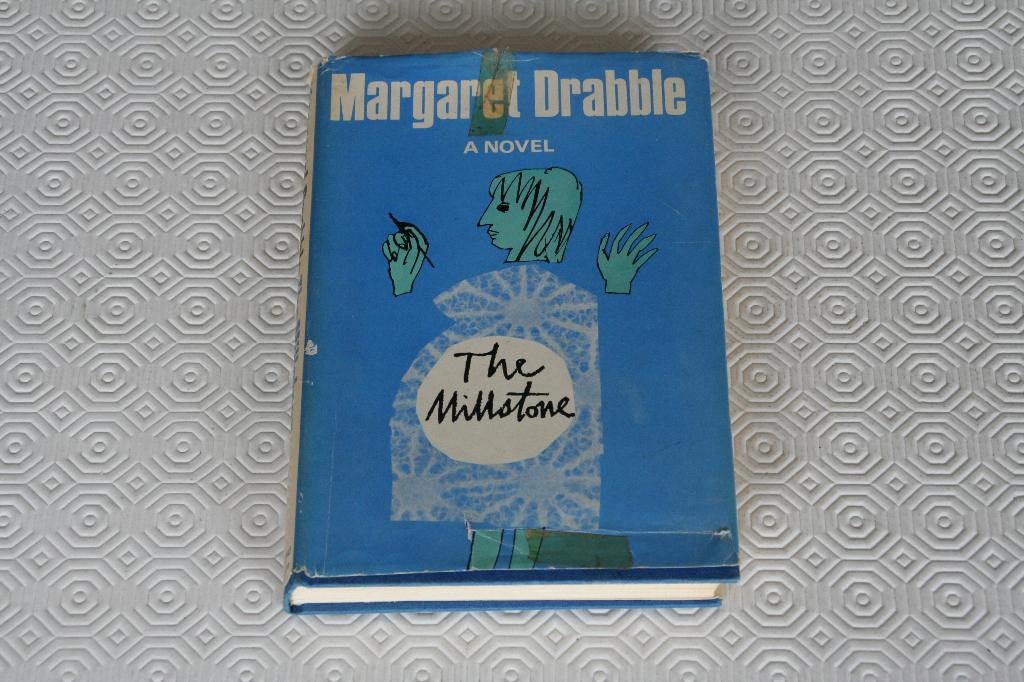 Margaret Drabble
A NOVEL
The
Millstone